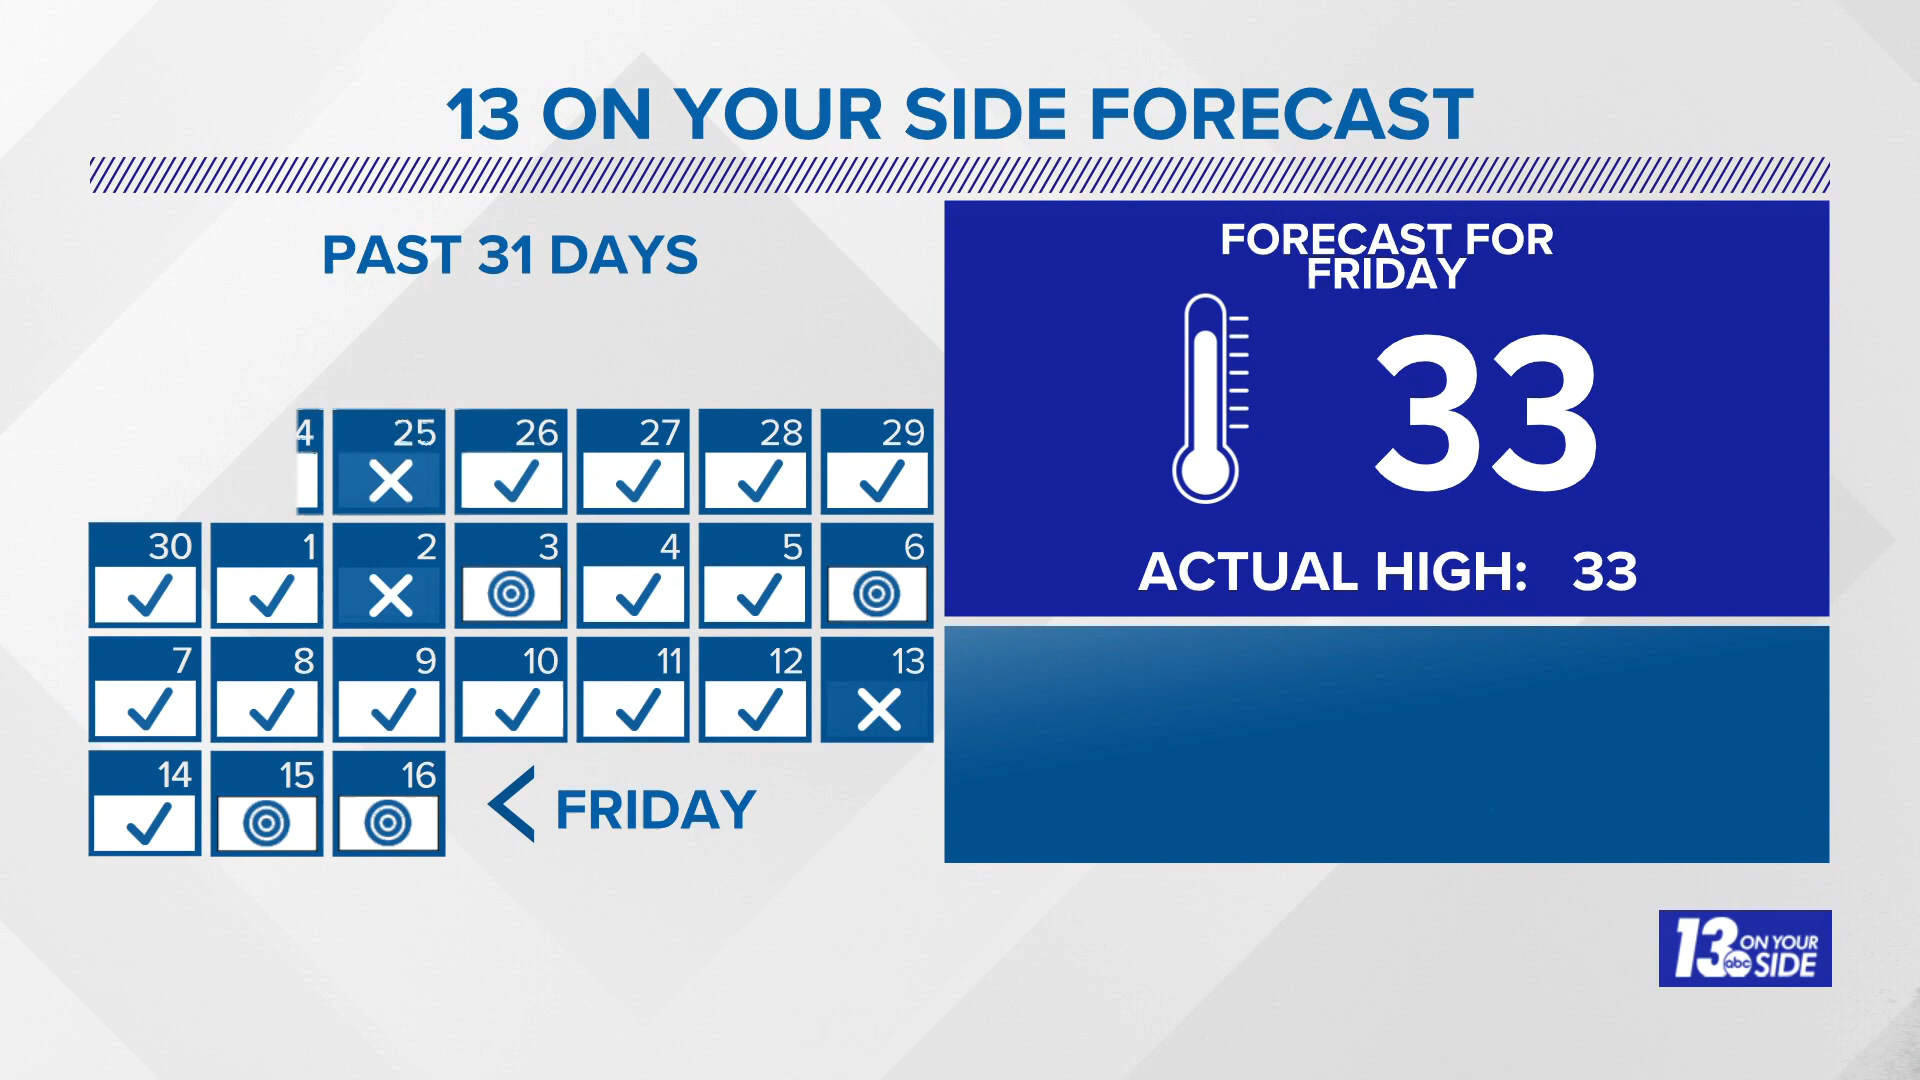 13 ON YOUR SIDE FORECAST
PAST 31 DAYS
4 25 26 27 28 29
30 1 2 3 4 5 6
7 8 9 10 11 12 13
14 15 16
< FRIDAY
FORECAST FOR
FRIDAY
33
ACTUAL HIGH: 33
13 ON YOUR
abc SIDE